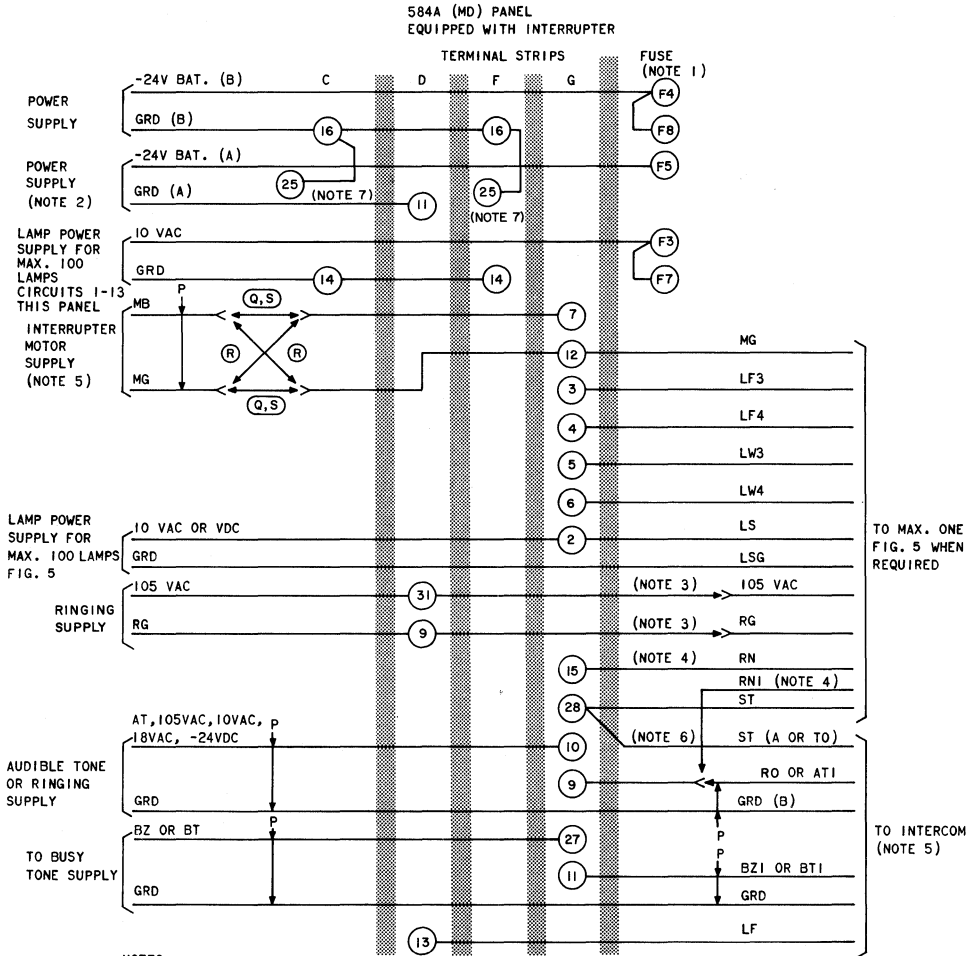 584A (MD) PANEL
EQUIPPED WITH INTERRUPTER
TERMINAL STRIPS
FUSE
(NOTE 1)
C D F G
POWER
SUPPLY
-24V BAT. (B)
F4
GRD (B)
16
16
F8
POWER
SUPPLY
(NOTE 2)
-24V BAT. (A)
F5
25
(NOTE 7)
25
(NOTE 7)
GRD (A)
11
LAMP POWER
SUPPLY FOR
MAX. 100
LAMPS
CIRCUITS 1-13
THIS PANEL
10 VAC
F3
GRD
14
14
F7
INTERRUPTER
MOTOR
SUPPLY
(NOTE 5)
P
MB
Q,S
7
R
R
MG
Q,S
12
MG
3
LF3
4
LF4
5
LW3
6
LW4
LAMP POWER
SUPPLY FOR
MAX. 100 LAMPS
FIG. 5
10 VAC OR VDC
2
LS
GRD
LSG
TO MAX. ONE
FIG. 5 WHEN
REQUIRED
RINGING
SUPPLY
105 VAC
31
(NOTE 3)
105 VAC
RG
9
(NOTE 3)
RG
15
(NOTE 4)
RN
RN1 (NOTE 4)
28
ST
AUDIBLE TONE
OR RINGING
SUPPLY
AT,105VAC,10VAC,
18VAC, -24VDC
P
10
(NOTE 6)
ST (A OR TO)
9
RO OR AT1
GRD
GRD (B)
TO BUSY
TONE SUPPLY
BZ OR BT
P
27
P
P
11
BZ1 OR BT1
GRD
GRD
TO INTERCOM
(NOTE 5)
13
LF